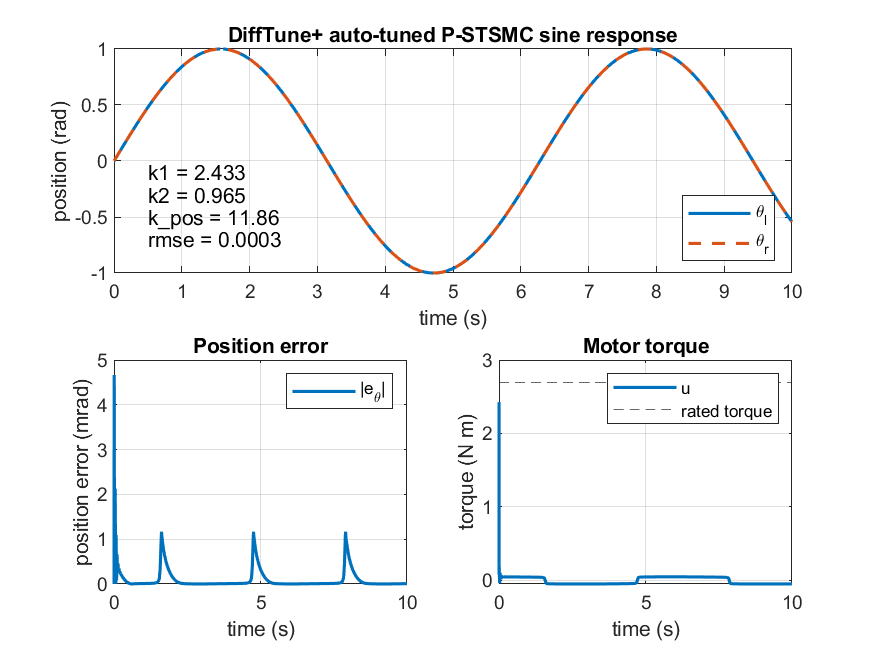 DiffTune+ auto-tuned P-STSMC sine response
1
0.5
0
-0.5
-1
position (rad)
k1 = 2.433
k2 = 0.965
k_pos = 11.86
rmse = 0.0003
θl
θr
0 1 2 3 4 5 6 7 8 9 10
time (s)
Position error
5
4
3
2
1
0
position error (mrad)
|eθ|
0 5 10
time (s)
Motor torque
3
2
1
0
torque (N m)
u
rated torque
0 5 10
time (s)